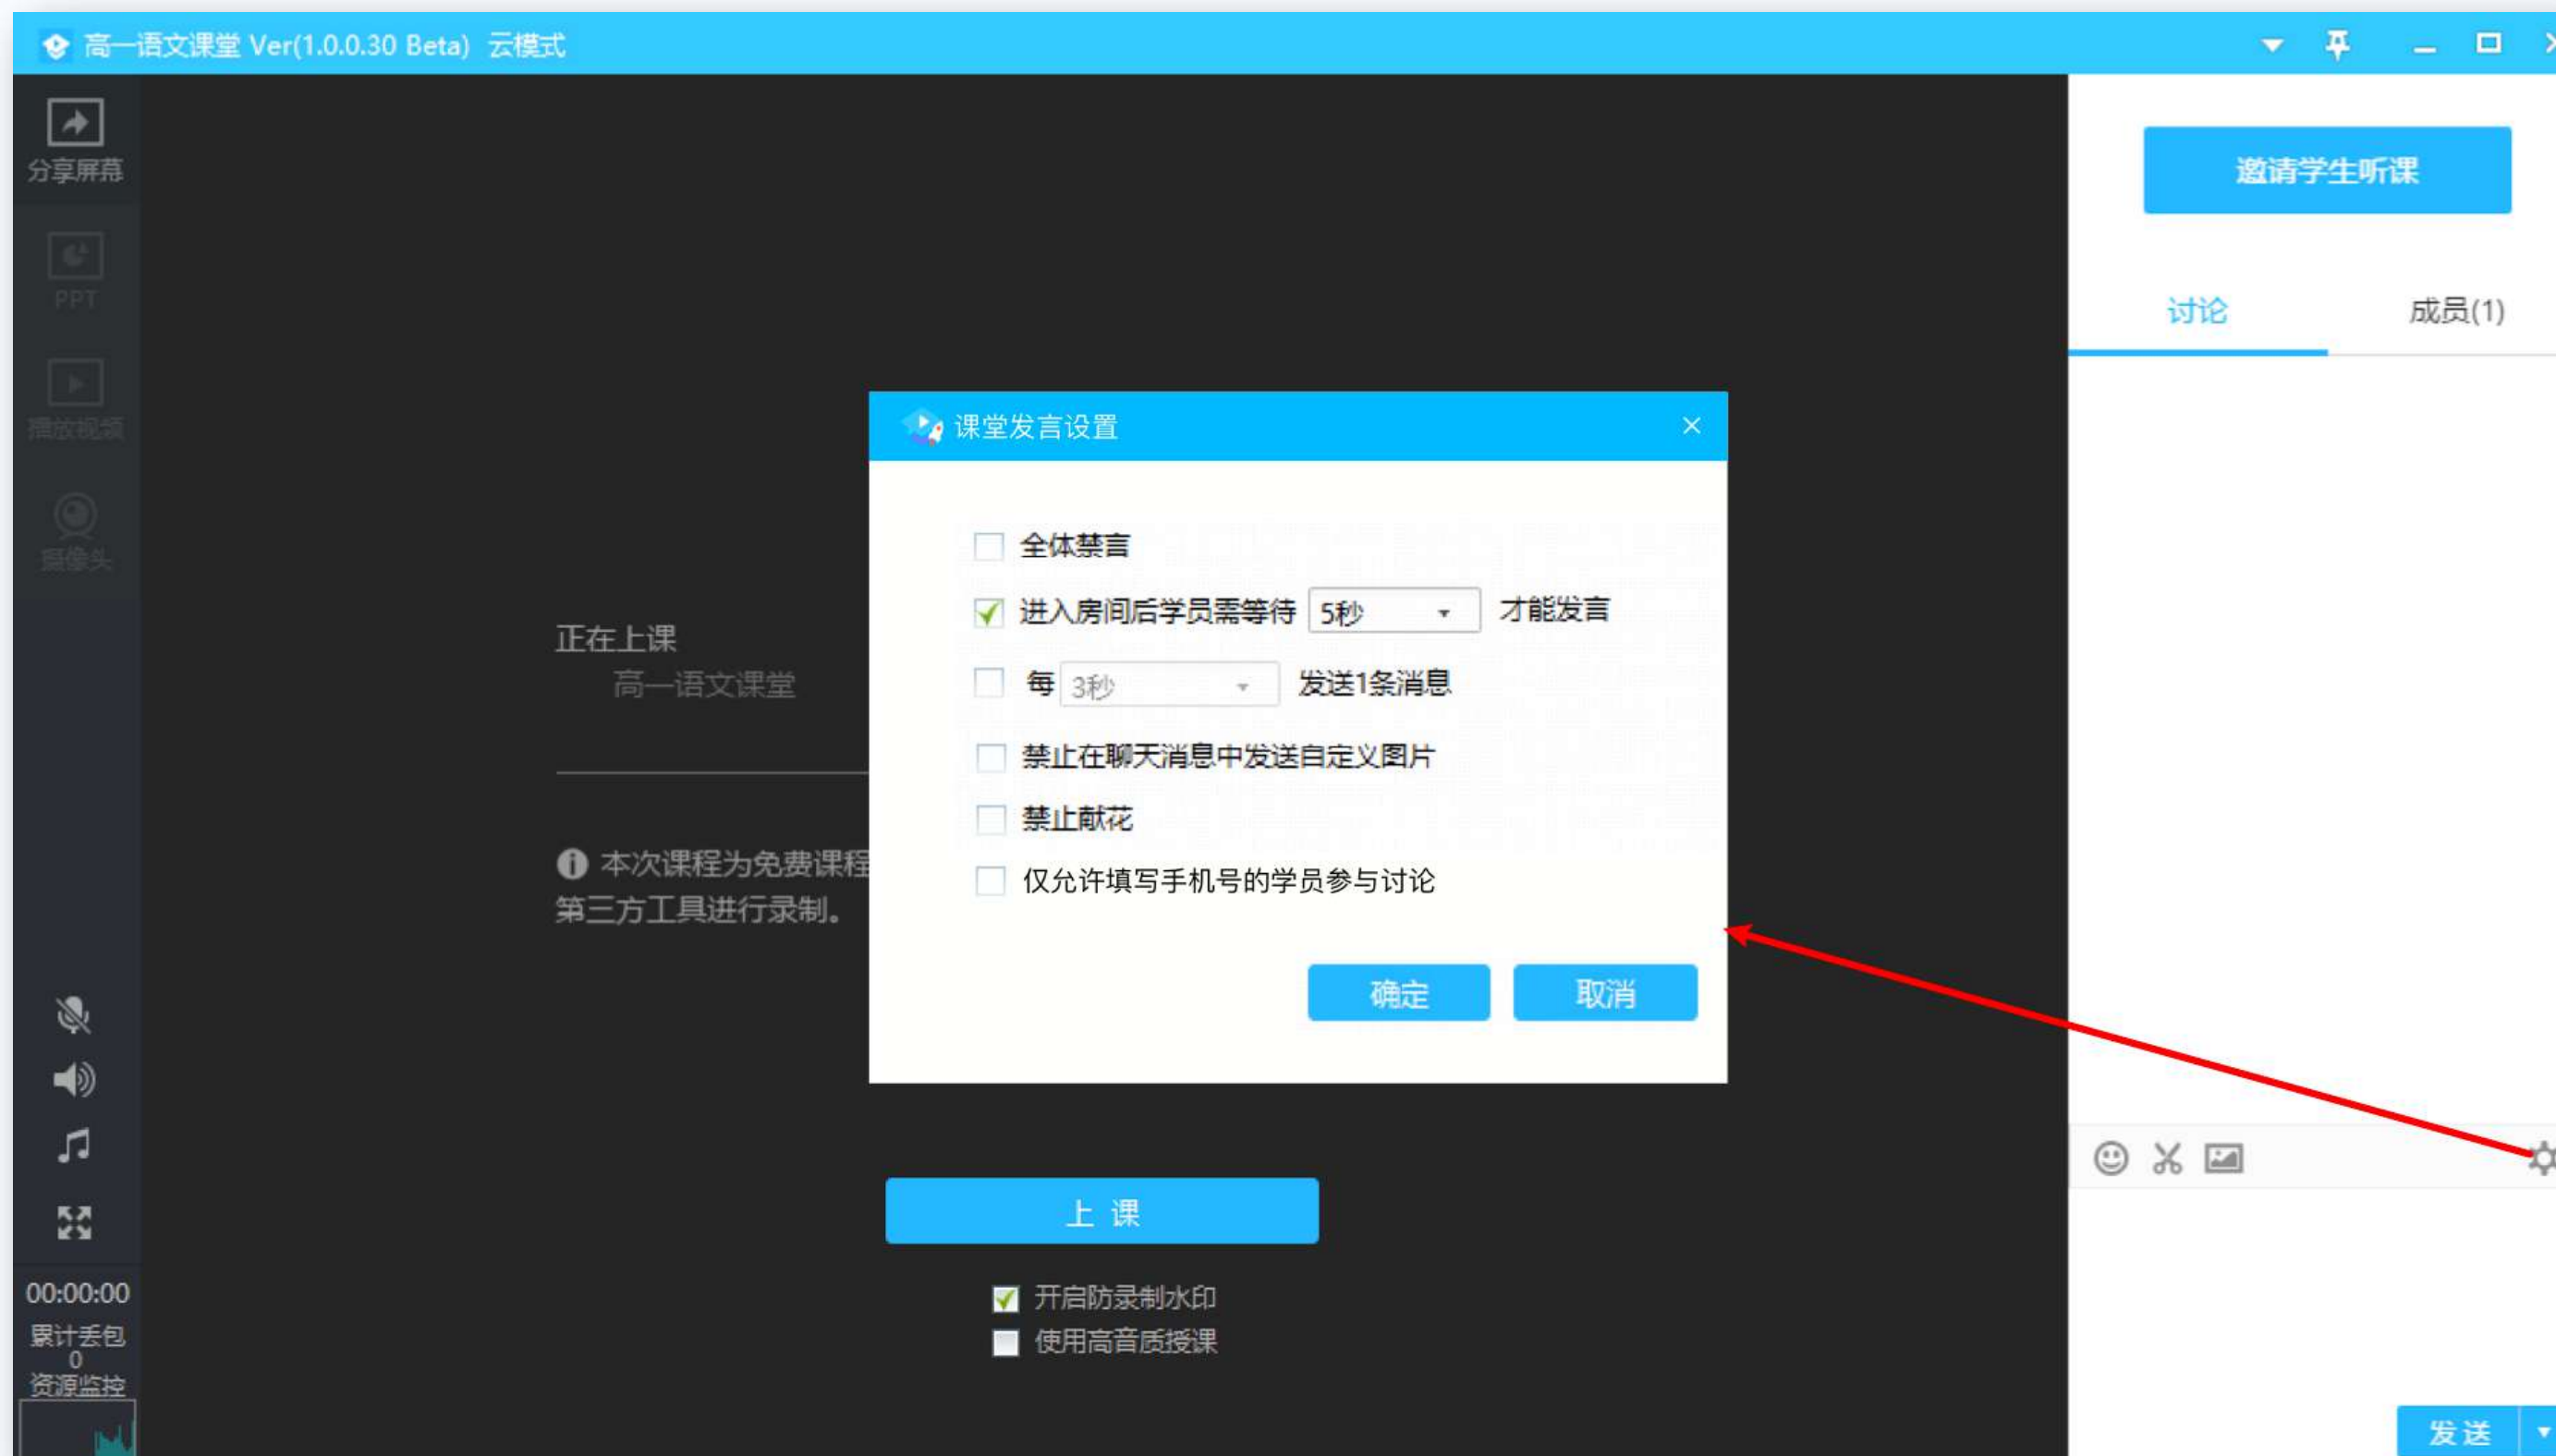 高一语文课堂 Ver(1.0.0.30 Beta) 云模式
分享屏幕
PPT
播放视频
摄像头
00:00:00
累计丢包
0
资源监控
正在上课
高一语文课堂
本次课程为免费课程
第三方工具进行录制。
课堂发言设置
全体禁言
进入房间后学员需等待 5秒 才能发言
每 3秒 发送1条消息
禁止在聊天消息中发送自定义图片
禁止献花
仅允许填写手机号的学员参与讨论
确定 取消
上 课
开启防录制水印
使用高音质授课
邀请学生听课
讨论 成员(1)
发送